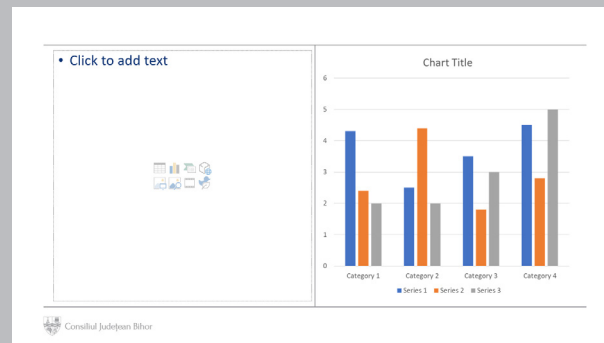 • Click to add text
Chart Title
6
5
4
3
2
1
0
Category 1 Category 2 Category 3 Category 4
Series 1 Series 2 Series 3
Consiliul Județean Bihor